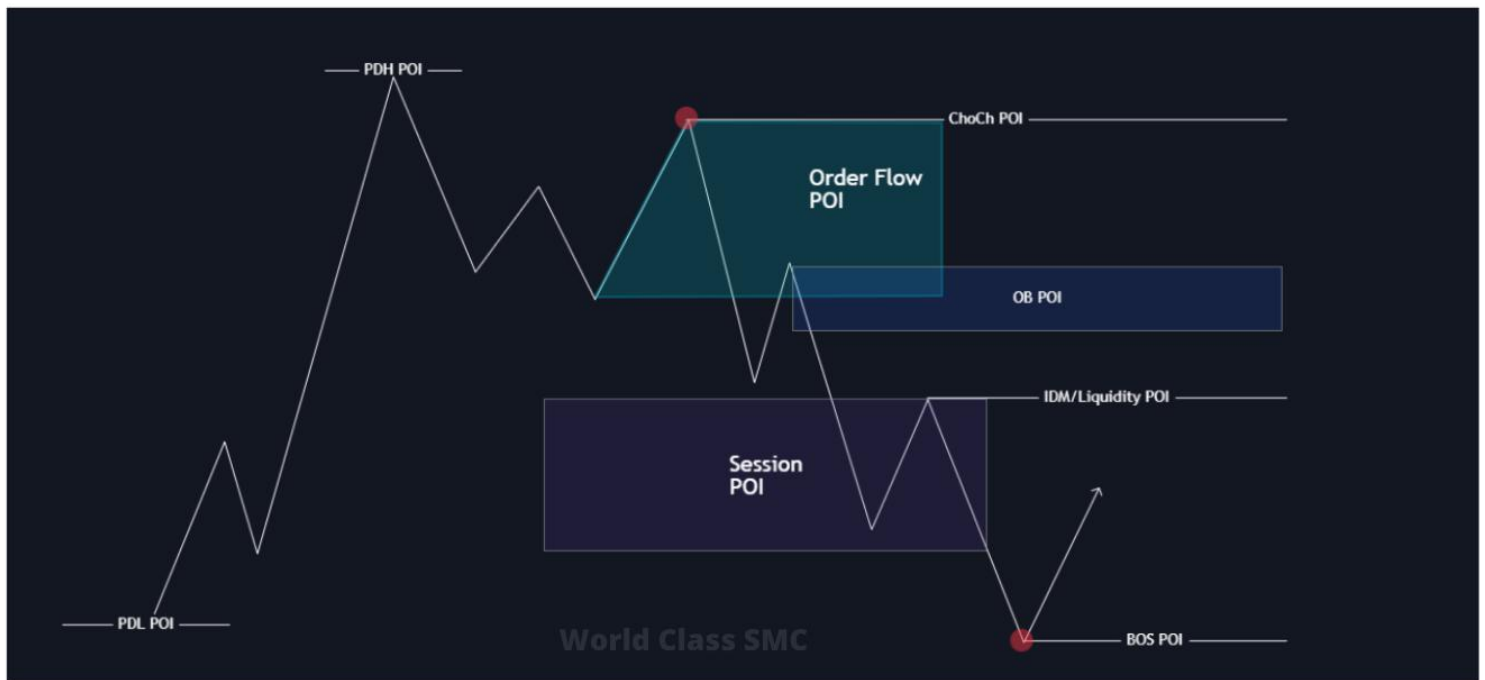 PDH POI
ChoCh POI
Order Flow
POI
OB POI
IDM/Liquidity POI
Session
POI
PDL POI
World Class SMC
BOS POI